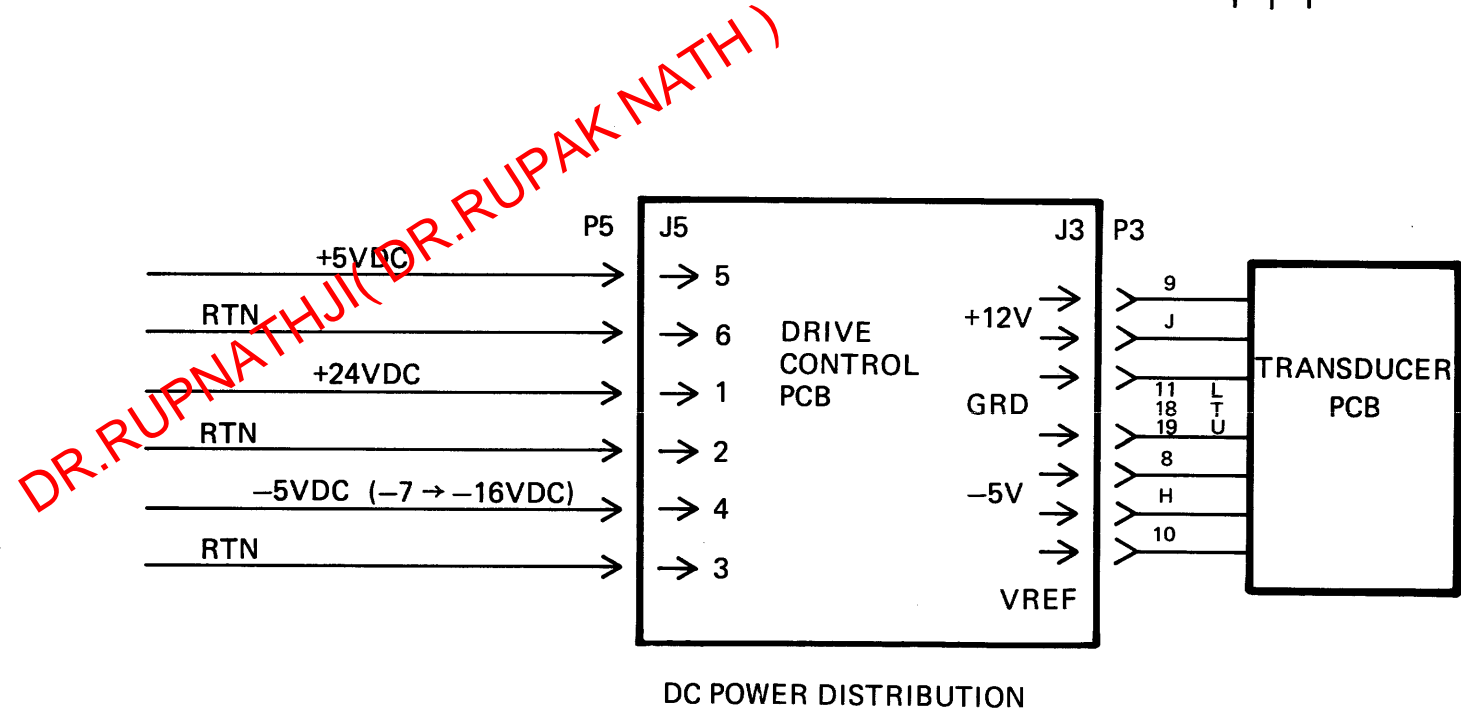 DR.RUPNATHJI( DR.RUPAK NATH )
P5 J5 J3 P3
+5VDC 5
RTN 6
+24VDC 1
RTN 2
−5VDC (−7 → −16VDC) 4
RTN 3
DRIVE
CONTROL
PCB
+12V
GRD
−5V
VREF
9
J
11 L
18 T
19 U
8
H
10
TRANSDUCER
PCB
DC POWER DISTRIBUTION